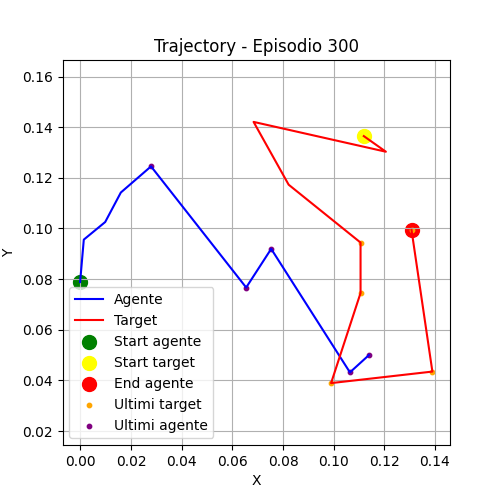 Trajectory - Episodio 300
Y
0.16
0.14
0.12
0.10
0.08
0.06
0.04
0.02
Agente
Target
Start agente
Start target
End agente
Ultimi target
Ultimi agente
0.00 0.02 0.04 0.06 0.08 0.10 0.12 0.14
X